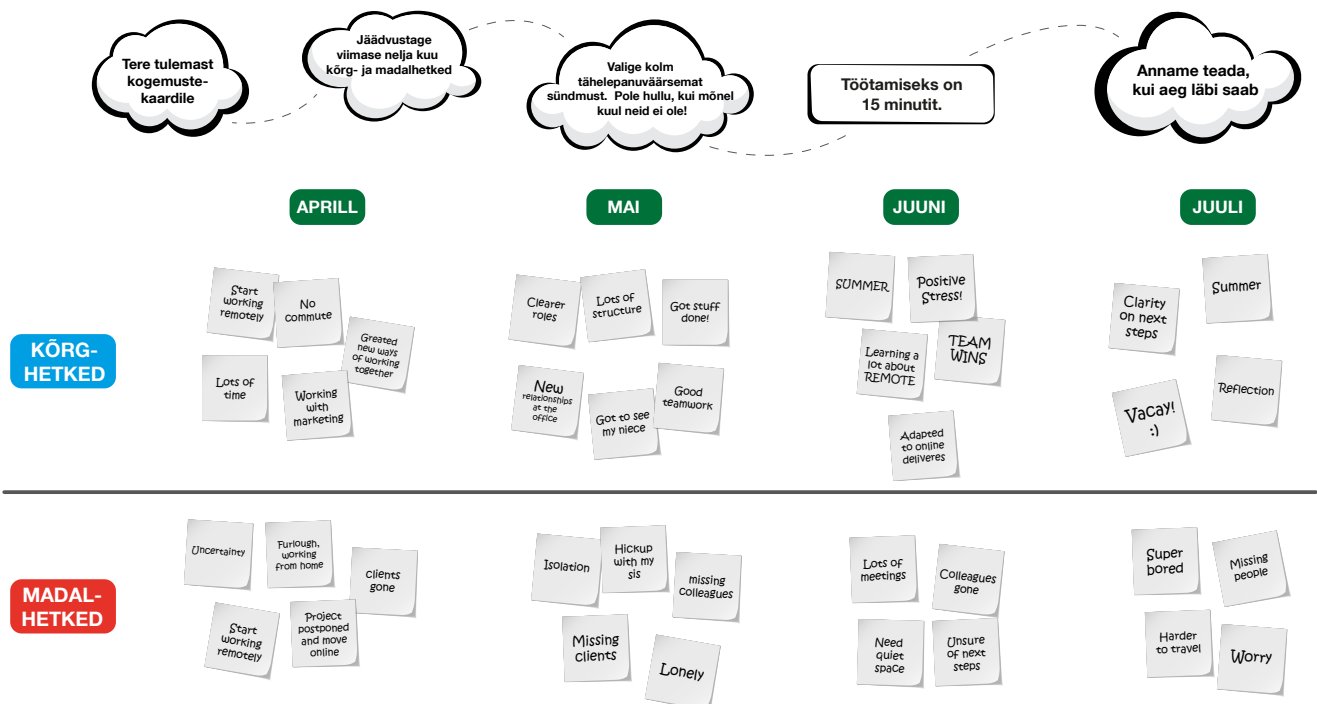 Tere tulemast
kogemuste-
kaardile
Jäädvustage
viimase nelja kuu
kõrg- ja madalhetked
Valige kolm
tähelepanuväärsemat
sündmust. Pole hullu, kui mõnel
kuul neid ei ole!
Töötamiseks on
15 minutit.
Anname teada,
kui aeg läbi saab
APRILL
MAI
JUUNI
JUULI
KÕRG-
HETKED
Start
working
remotely
No
commute
Greated
new ways
of working
together
Lots of
time
Working
with
marketing
Clearer
roles
Lots of
structure
Got stuff
done!
New
relationships
at the
office
Got to see
my niece
Good
teamwork
SUMMER
Positive
Stress!
Learning a
lot about
REMOTE
TEAM
WINS
Adapted
to online
deliveres
Clarity
on next
steps
Summer
Vacay!
:)
Reflection
MADAL-
HETKED
Uncertainty
Furlough,
working
from home
clients
gone
Start
working
remotely
Project
postponed
and move
online
Isolation
Hickup
with my
sis
missing
colleagues
Missing
clients
Lonely
Lots of
meetings
Colleagues
gone
Need
quiet
space
Unsure
of next
steps
Super
bored
Missing
people
Harder
to travel
Worry